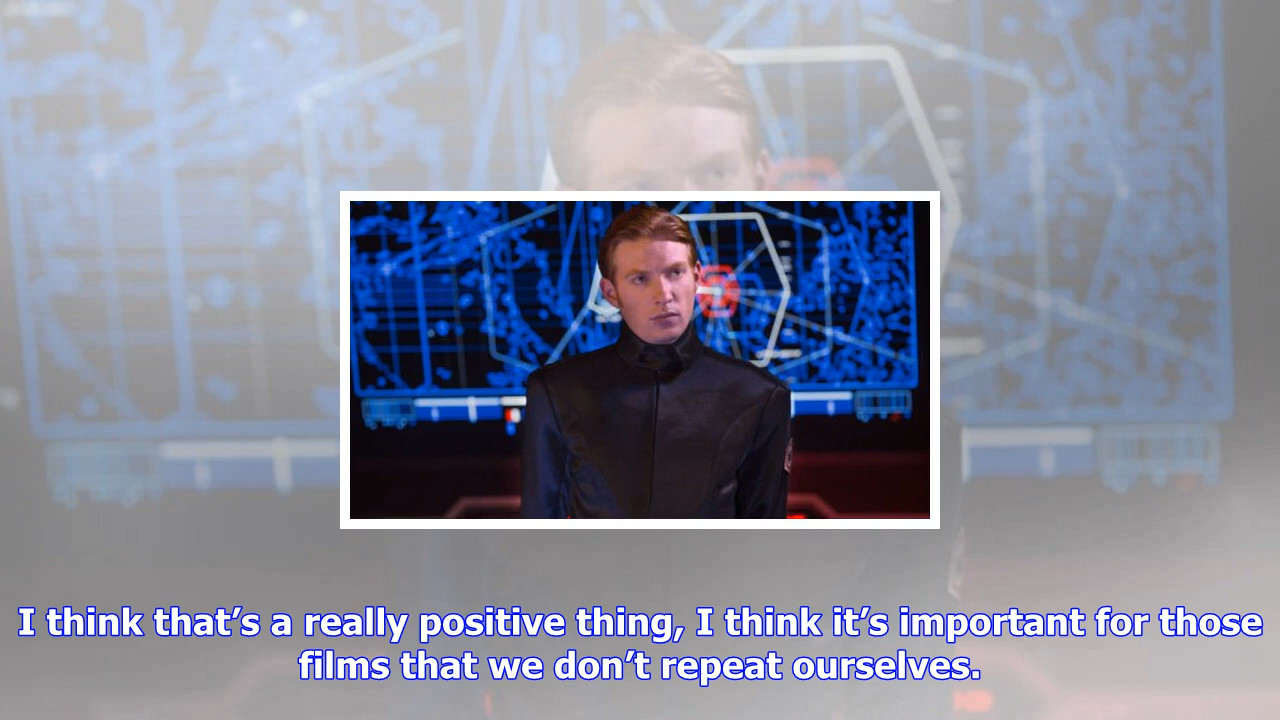 I think that’s a really positive thing, I think it’s important for those
films that we don’t repeat ourselves.